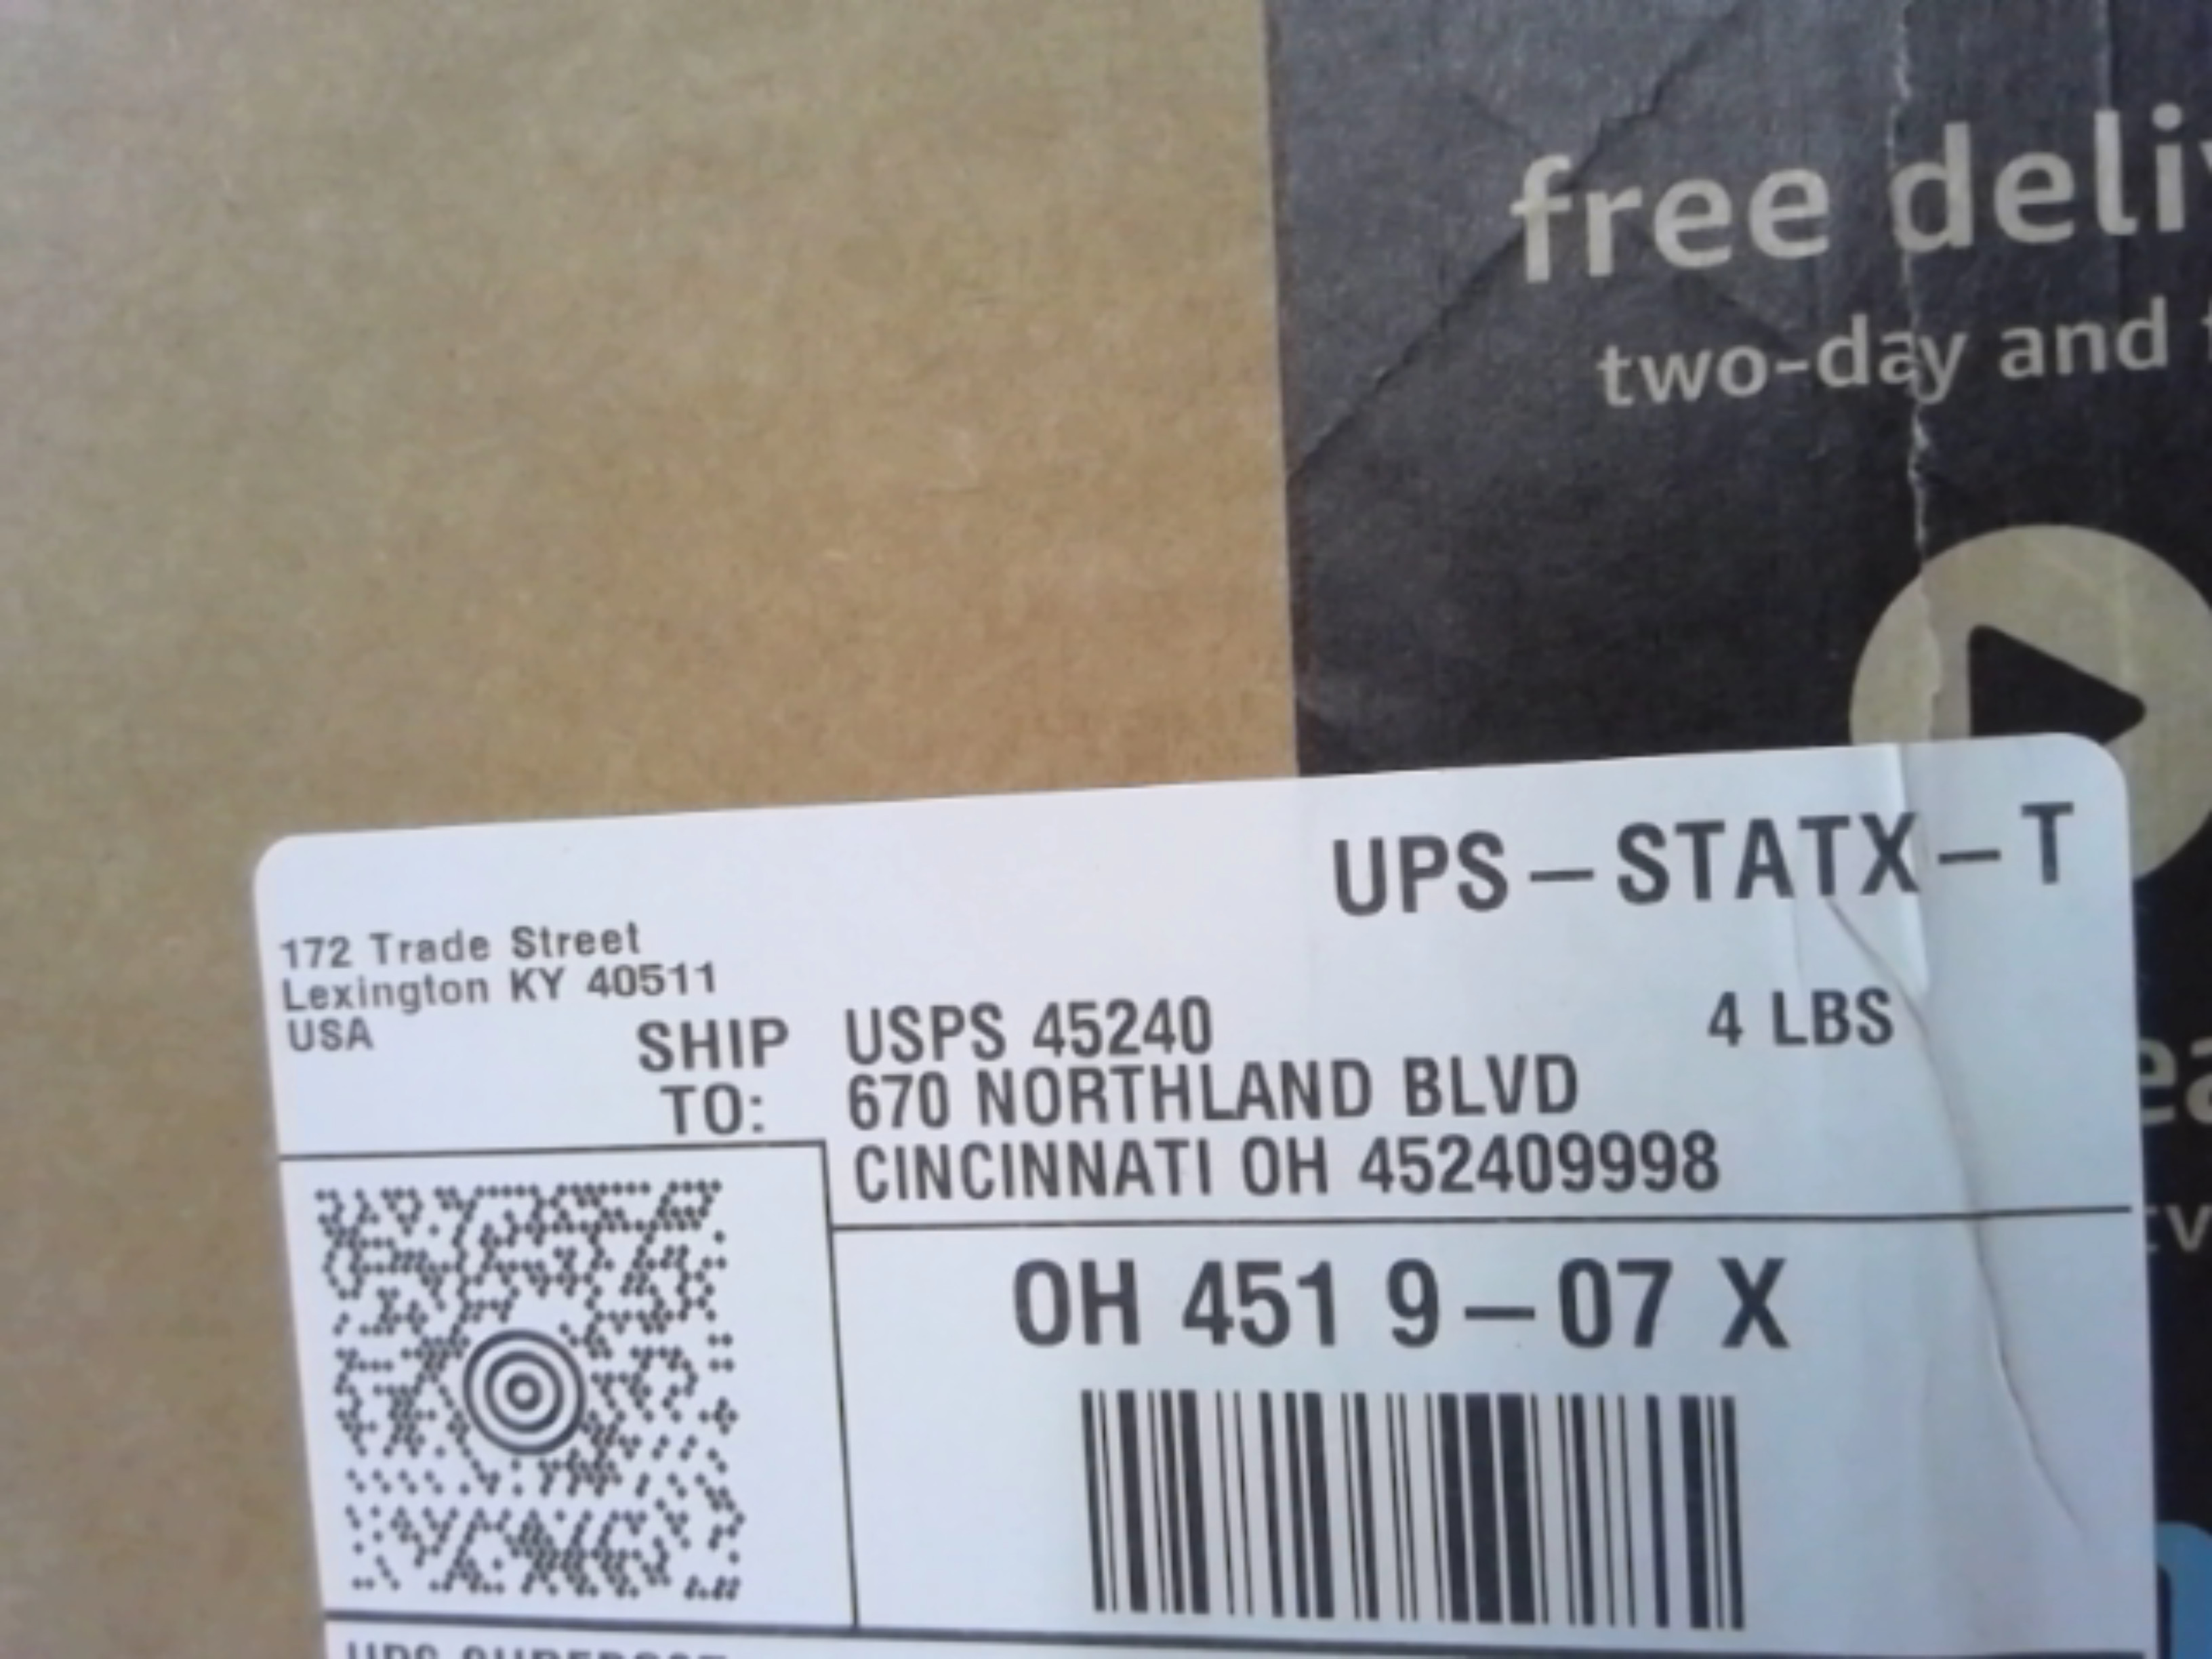 free deli
two-day and
UPS – STATX – T
172 Trade Street
Lexington KY 40511
USA
SHIP TO:
USPS 45240
4 LBS
670 NORTHLAND BLVD
CINCINNATI OH 452409998
OH 451 9 – 07 X